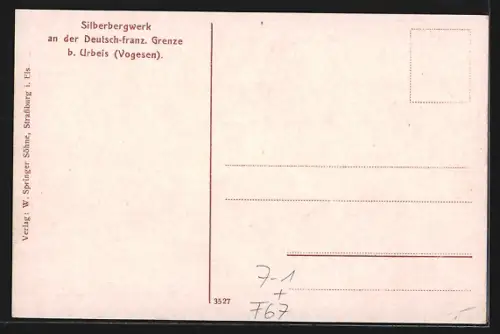 Silberbergwerk
an der Deutsch-franz. Grenze
b. Urbeis (Vogesen).
Verlag: W. Springer Söhne, Straßburg i. Els
3527
7-1
+
F67